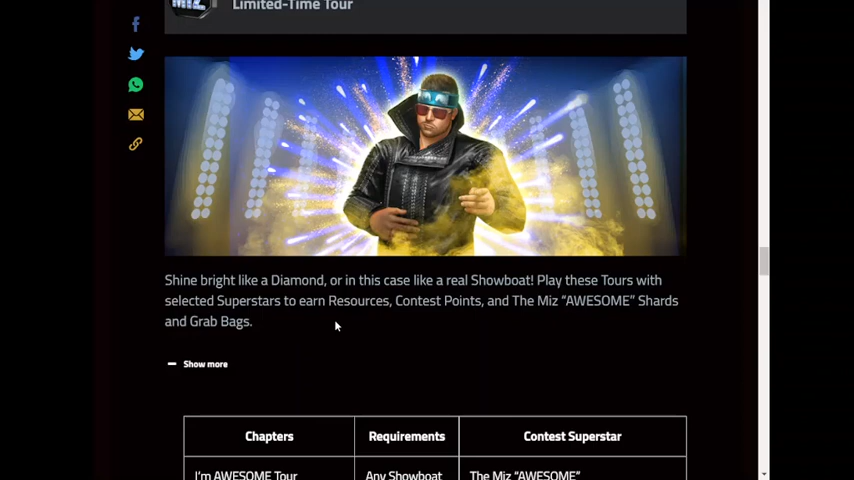 MIZ
Limited-Time Tour
Shine bright like a Diamond, or in this case like a real Showboat! Play these Tours with
selected Superstars to earn Resources, Contest Points, and The Miz “AWESOME” Shards
and Grab Bags.
Show more
Chapters Requirements Contest Superstar
I'm AWESOME Tour Any Showboat The Miz “AWESOME”